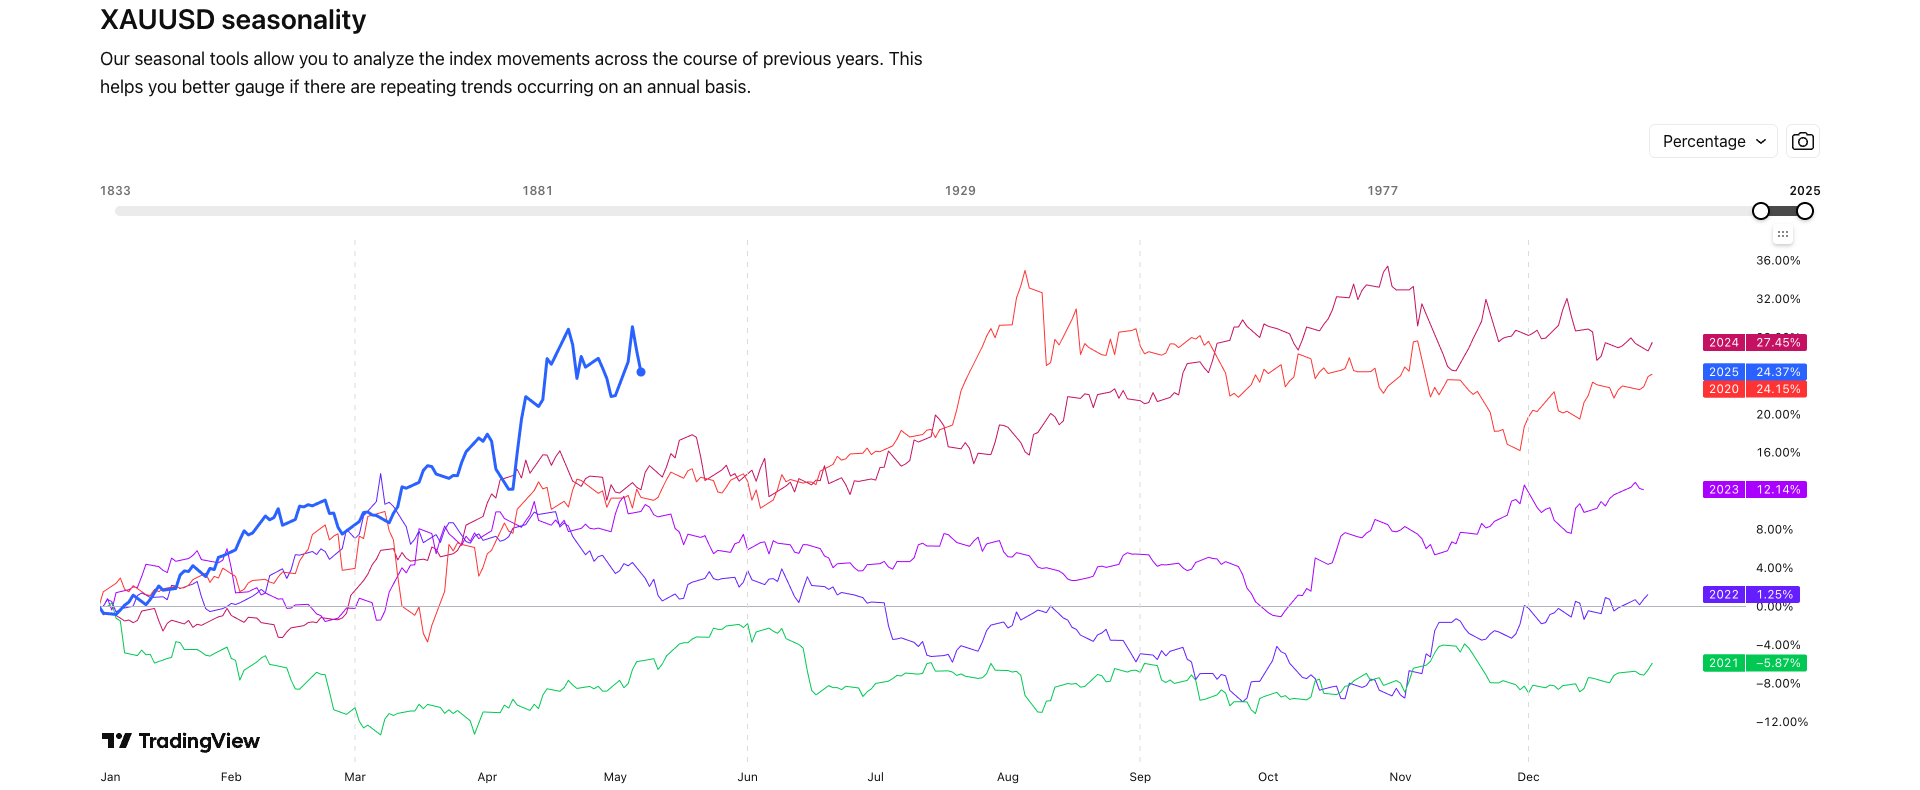 XAUUSD seasonality
Our seasonal tools allow you to analyze the index movements across the course of previous years. This
helps you better gauge if there are repeating trends occurring on an annual basis.
Percentage
1833 1881 1929 1977 2025
36.00%
32.00%
2024 27.45%
2025 24.37%
2020 24.15%
20.00%
16.00%
2023 12.14%
8.00%
4.00%
2022 1.25%
0.00%
−4.00%
2021 −5.87%
−8.00%
−12.00%
TradingView
Jan Feb Mar Apr May Jun Jul Aug Sep Oct Nov Dec